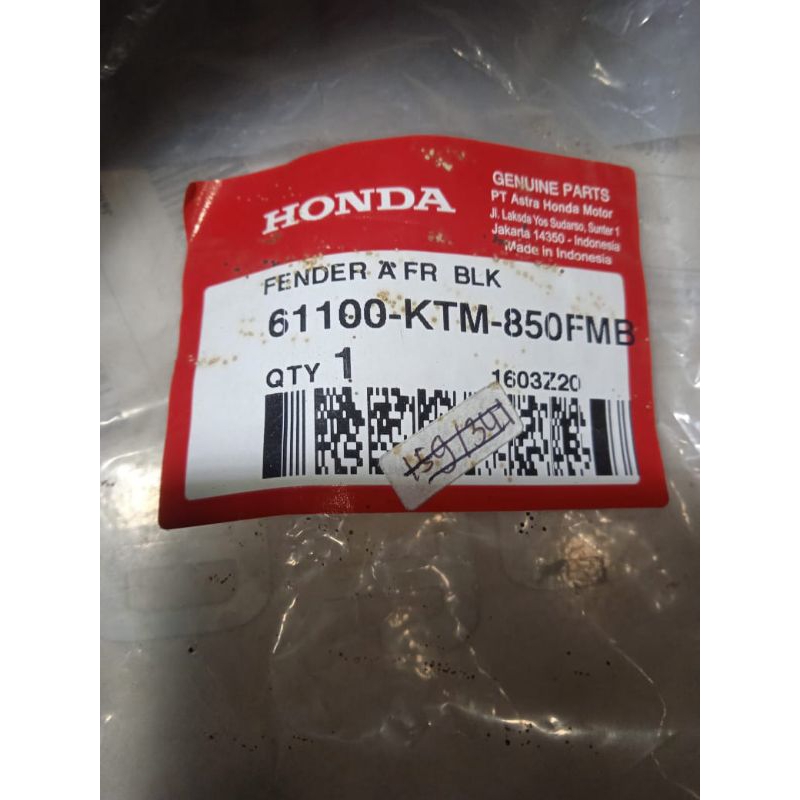 HONDA
GENUINE PARTS
PT Astra Honda Motor
Jl. Laksda Yos Sudarso, Sunter 1
Jakarta 14350 - Indonesia
Made in Indonesia
FENDER A FR BLK
61100-KTM-850FMB
QTY 1
1603Z20